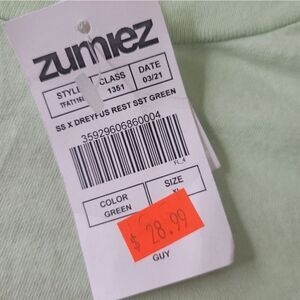 zumiez
STYLE CLASS DATE
1351 03/21
SS X DREYFUS REST SST GREEN
35929606860004
COLOR SIZE
GREEN
$ 28.99
GUY